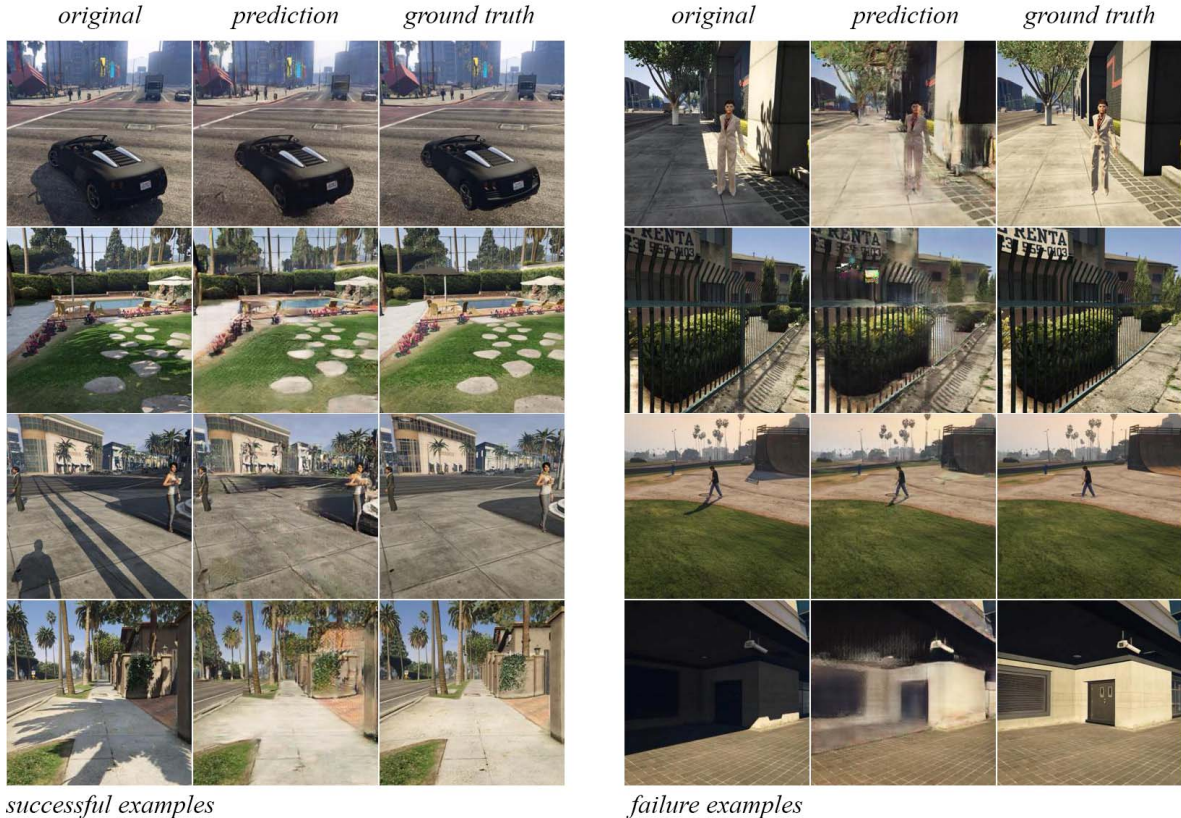 original prediction ground truth
original prediction ground truth
RENTA
RENTA
RENTA
successful examples
failure examples